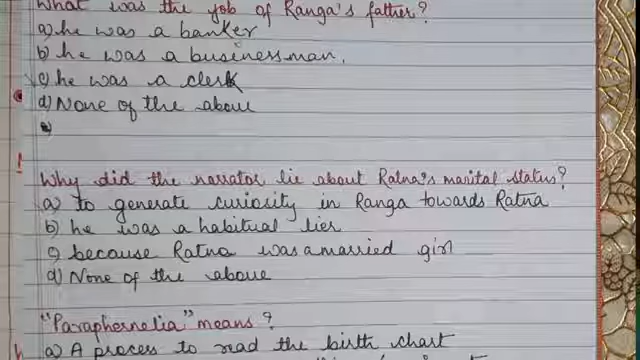 What was the job of Ranga's father?
a) he was a banker
b) he was a businessman.
c) he was a clerk
d) None of the above
e)
Why did the narrator lie about Ratna's marital status?
a) to generate curiosity in Ranga towards Ratna
b) he was a habitual lier
c) because Ratna was a married girl
d) None of the above
"Paraphernelia" means?
a) A process to read the birth chart